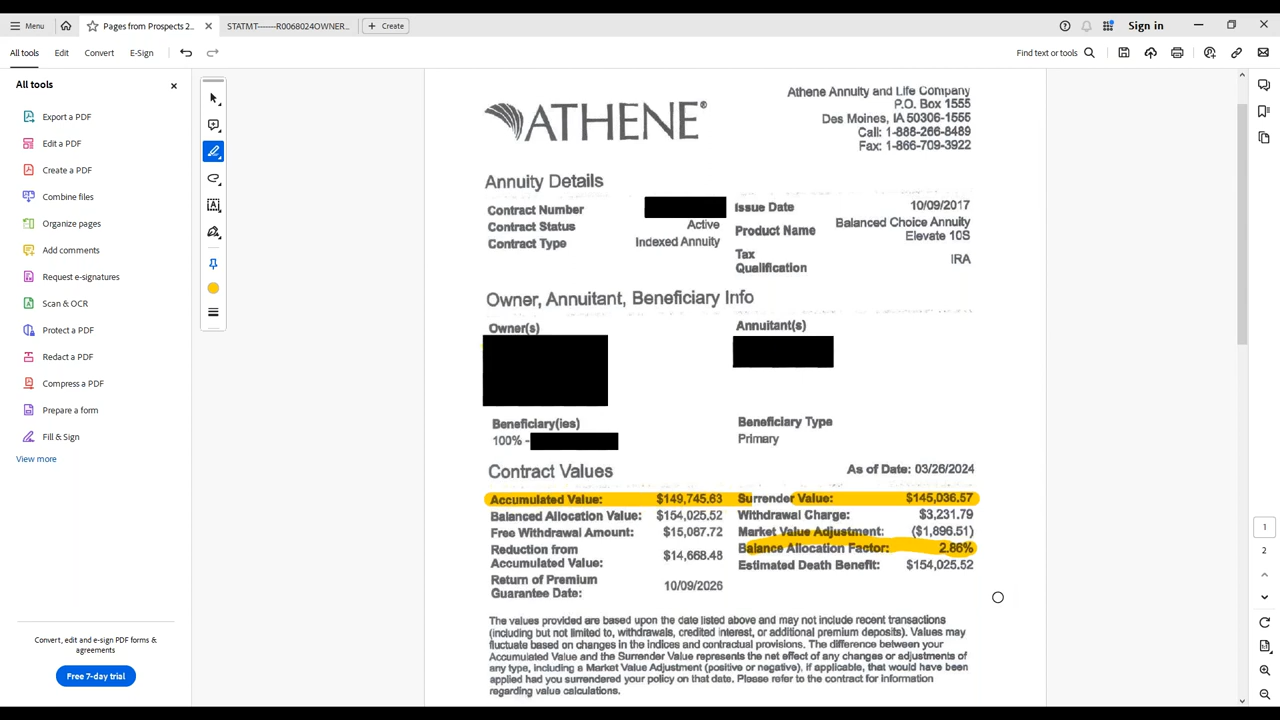 Menu
Pages from Prospects 2...
STATMT-------R0068024OWNER...
Create
Sign in
All tools Edit Convert E-Sign
Find text or tools
All tools
Export a PDF
Edit a PDF
Create a PDF
Combine files
Organize pages
Add comments
Request e-signatures
Scan & OCR
Protect a PDF
Redact a PDF
Compress a PDF
Prepare a form
Fill & Sign
View more
Convert, edit and e-sign PDF forms &
agreements
Free 7-day trial
ATHENE®
Athene Annuity and Life Company
P.O. Box 1555
Des Moines, IA 50306-1555
Call: 1-888-266-8489
Fax: 1-866-709-3922
Annuity Details
Contract Number
Contract Status Active
Contract Type Indexed Annuity
Issue Date 10/09/2017
Product Name Balanced Choice Annuity
Elevate 10S
Tax
Qualification IRA
Owner, Annuitant, Beneficiary Info
Owner(s)
Annuitant(s)
Beneficiary(ies)
100% -
Beneficiary Type
Primary
Contract Values
As of Date: 03/26/2024
Accumulated Value: $149,745.63
Balanced Allocation Value: $154,025.52
Free Withdrawal Amount: $15,087.72
Reduction from
Accumulated Value: $14,668.48
Return of Premium
Guarantee Date: 10/09/2026
Surrender Value: $145,036.57
Withdrawal Charge: $3,231.79
Market Value Adjustment: ($1,896.51)
Balance Allocation Factor: 2.86%
Estimated Death Benefit: $154,025.52
The values provided are based upon the date listed above and may not include recent transactions
(including but not limited to, withdrawals, credited interest, or additional premium deposits). Values may
fluctuate based on changes in the indices and contractual provisions. The difference between your
Accumulated Value and the Surrender Value represents the net effect of any changes or adjustments of
any type, including a Market Value Adjustment (positive or negative), if applicable, that would have been
applied had you surrendered your policy on that date. Please refer to the contract for information
regarding value calculations.
1
2